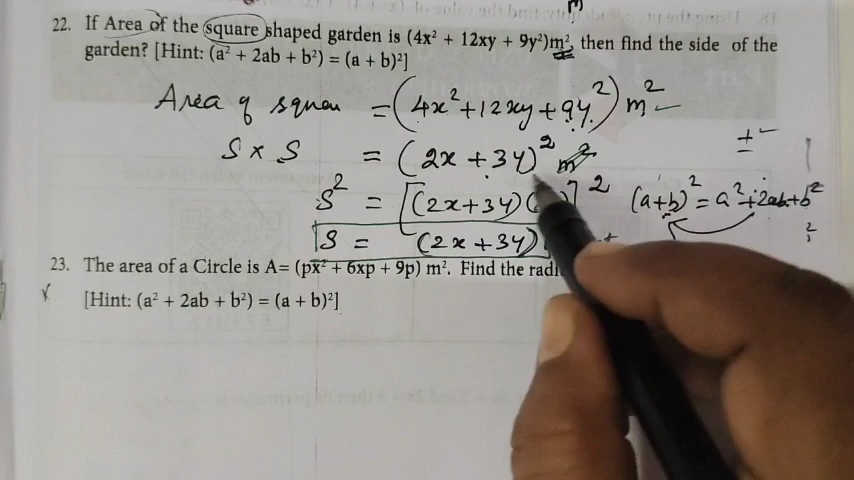 22. If Area of the square shaped garden is (4x² + 12xy + 9y²)m², then find the side of the
garden? [Hint: (a² + 2ab + b²) = (a + b)²]
Area of squar = (4x² + 12xy + 9y²) m²
S x S = (2x + 3y)² m²
S² = [(2x+3y) ]² (a+b)² = a²+2ab+b²
S = (2x+3y)
23. The area of a Circle is A= (px² + 6xp + 9p) m². Find the
[Hint: (a² + 2ab + b²) = (a + b)²]